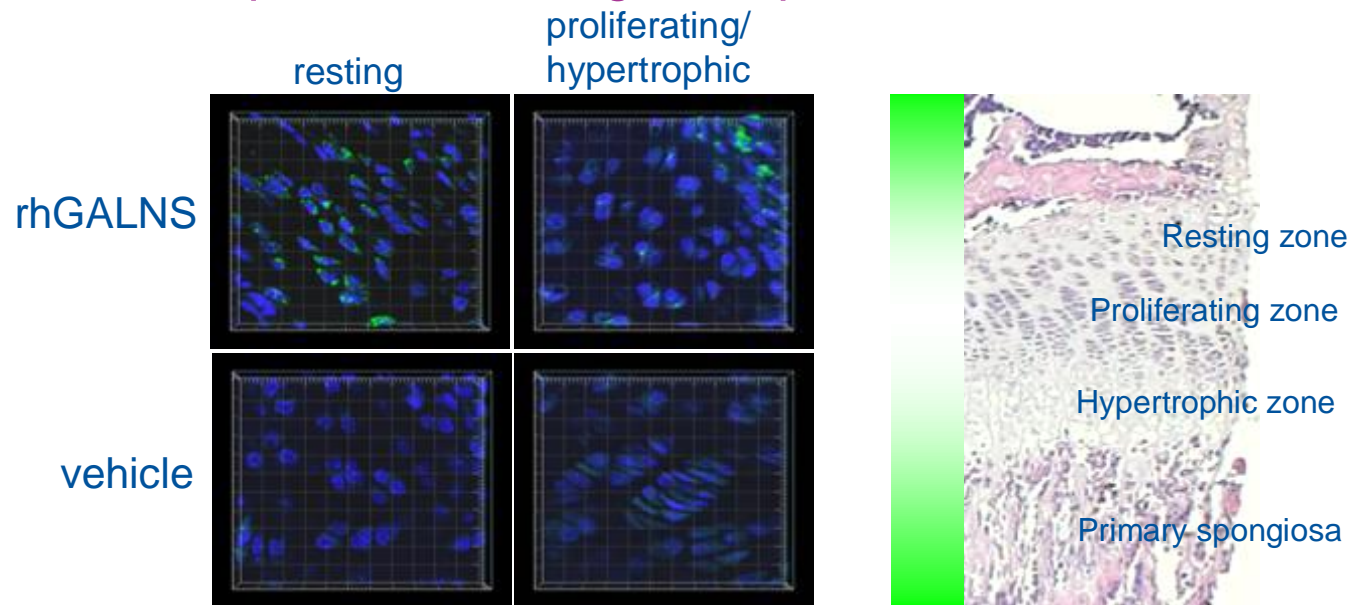 proliferating/
resting
hypertrophic
rhGALNS
vehicle
Resting zone
Proliferating zone
Hypertrophic zone
Primary spongiosa